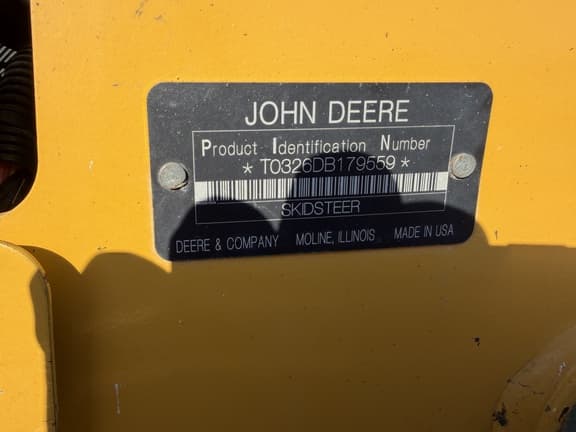 JOHN DEERE
Product Identification Number
* T0326DB179559 *
SKIDSTEER
DEERE & COMPANY MOLINE, ILLINOIS MADE IN USA